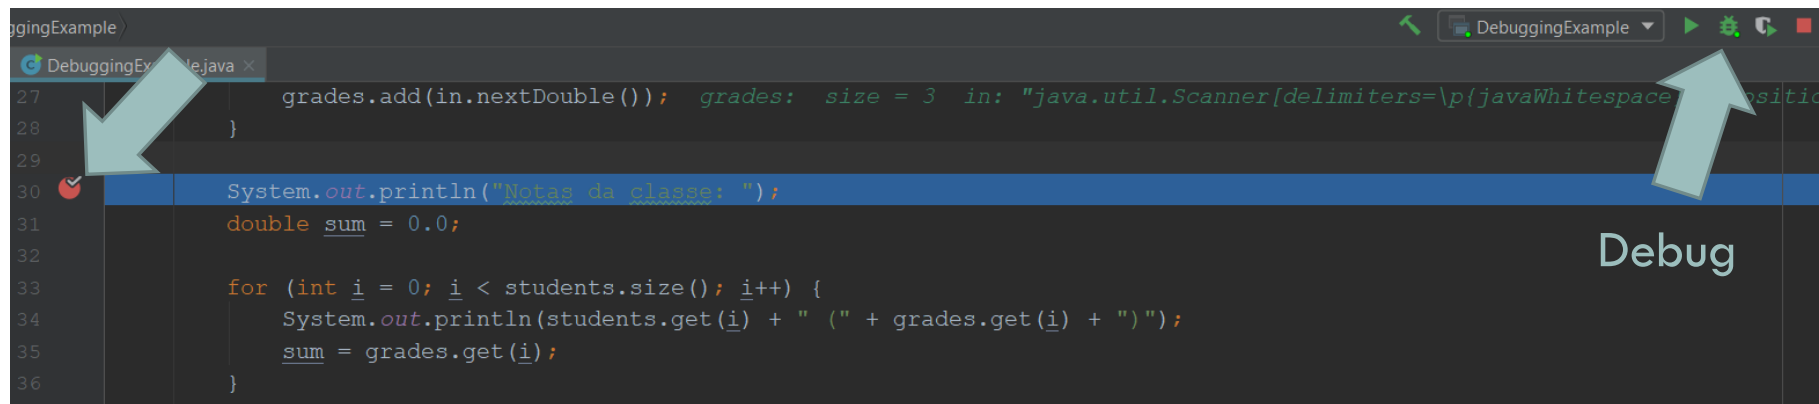 ggingExample
DebuggingExample
DebuggingEx le.java
27 grades.add(in.nextDouble()); grades: size = 3 in: "java.util.Scanner[delimiters=\p{javaWhitespace ositio
28 }
29
30 System.out.println("Notas da classe: ");
31 double sum = 0.0;
32
33 for (int i = 0; i < students.size(); i++) {
34 System.out.println(students.get(i) + " (" + grades.get(i) + ")");
35 sum = grades.get(i);
36 }
Debug